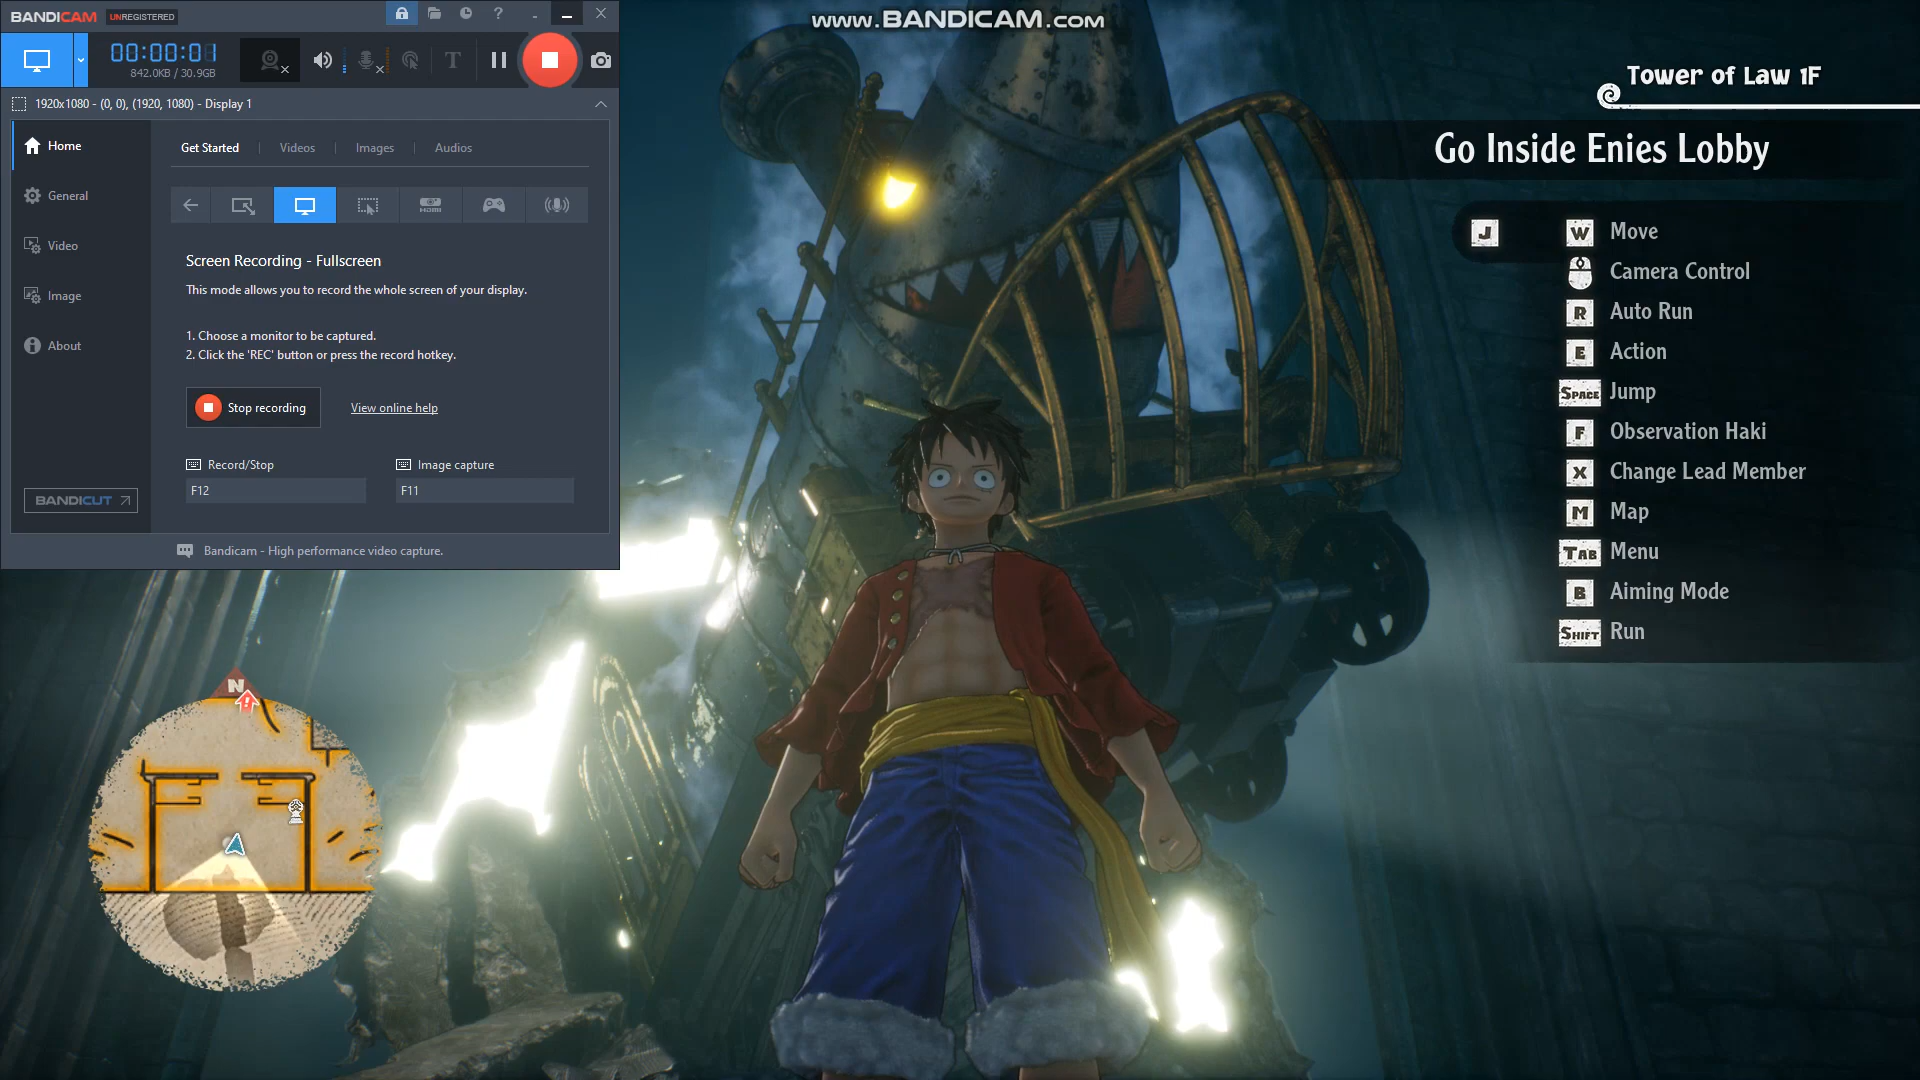 BANDICAM UNREGISTERED
?
00:00:01
842.0KB / 30.9GB
T
1920x1080 - (0, 0), (1920, 1080) - Display 1
Home
General
Video
Image
About
BANDICUT
Get Started
Videos
Images
Audios
HDMI
Screen Recording - Fullscreen
This mode allows you to record the whole screen of your display.
1. Choose a monitor to be captured.
2. Click the 'REC' button or press the record hotkey.
Stop recording
View online help
Record/Stop
Image capture
F12
F11
Bandicam - High performance video capture.
www.BANDICAM.com
Tower of Law 1F
Go Inside Enies Lobby
J
W Move
Camera Control
R Auto Run
E Action
SPACE Jump
F Observation Haki
X Change Lead Member
M Map
TAB Menu
B Aiming Mode
SHIFT Run
N
!